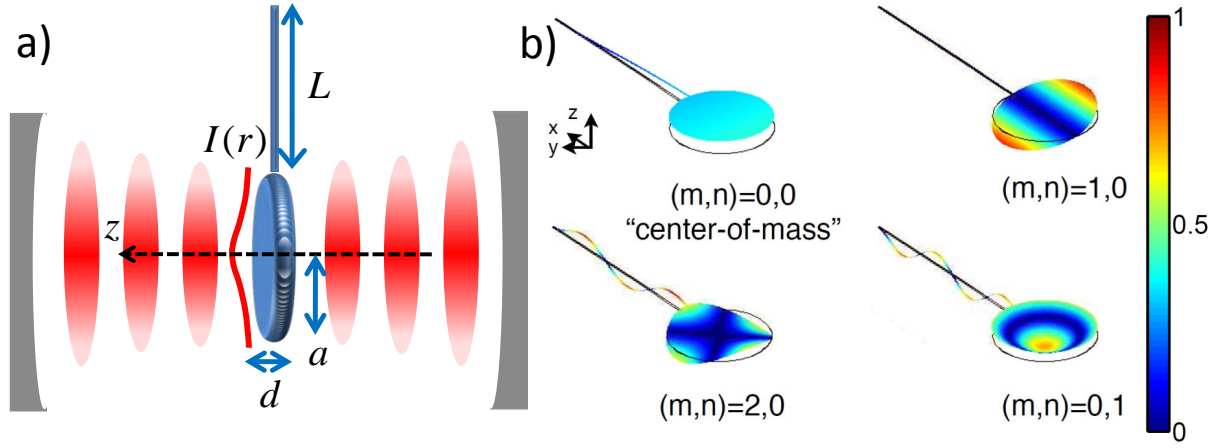 a)
L
I(r)
z
a
d
b)
z
x
y
(m,n)=0,0
"center-of-mass"
(m,n)=1,0
(m,n)=2,0
(m,n)=0,1
1
0.5
0